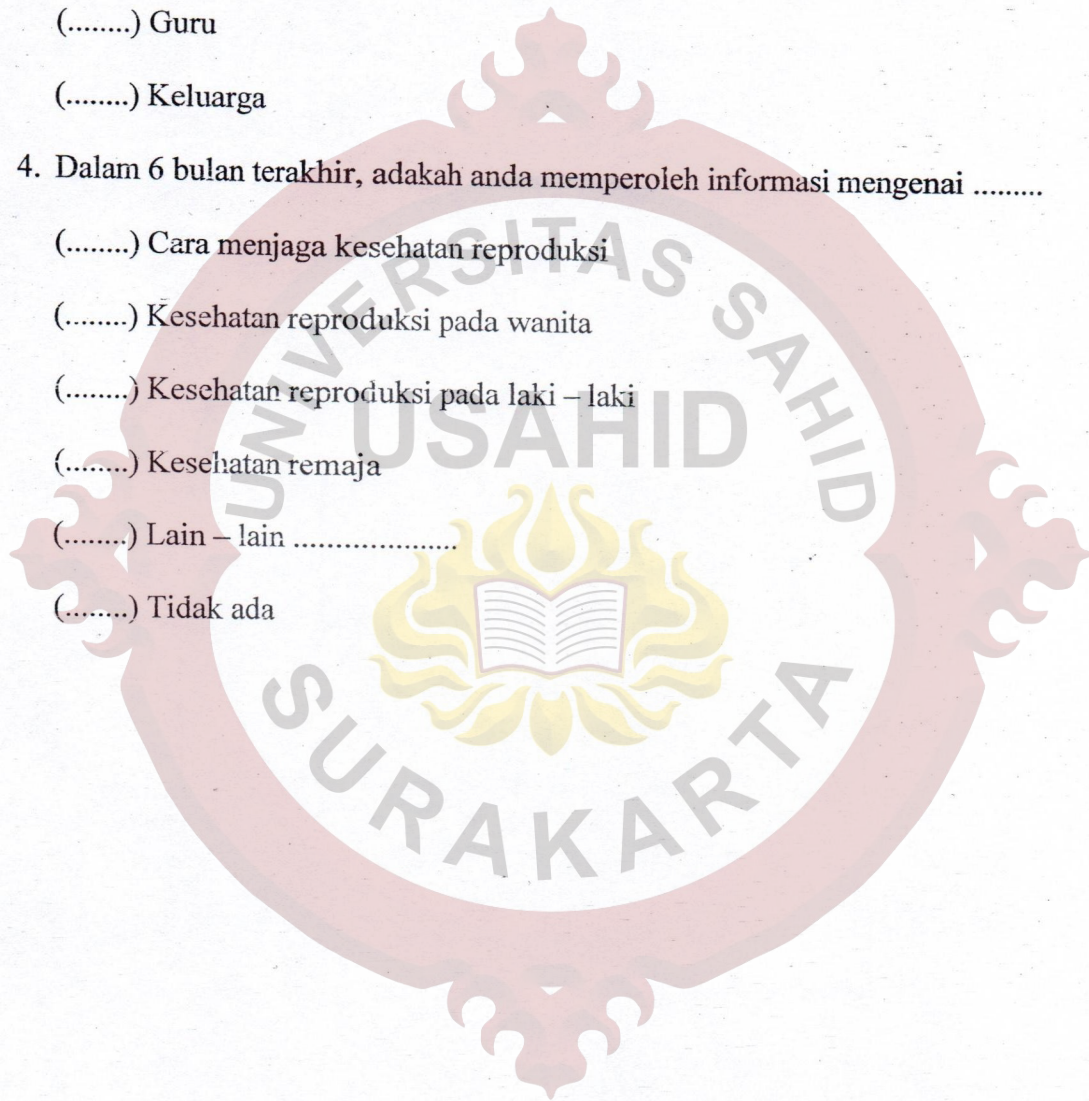 (........) Guru
(........) Keluarga
4. Dalam 6 bulan terakhir, adakah anda memperoleh informasi mengenai .........
(........) Cara menjaga kesehatan reproduksi
(........) Kesehatan reproduksi pada wanita
(........) Kesehatan reproduksi pada laki – laki
(........) Kesehatan remaja
(........) Lain – lain .....................
(........) Tidak ada
UNIVERSITAS SAHID
USAHID
SURAKARTA